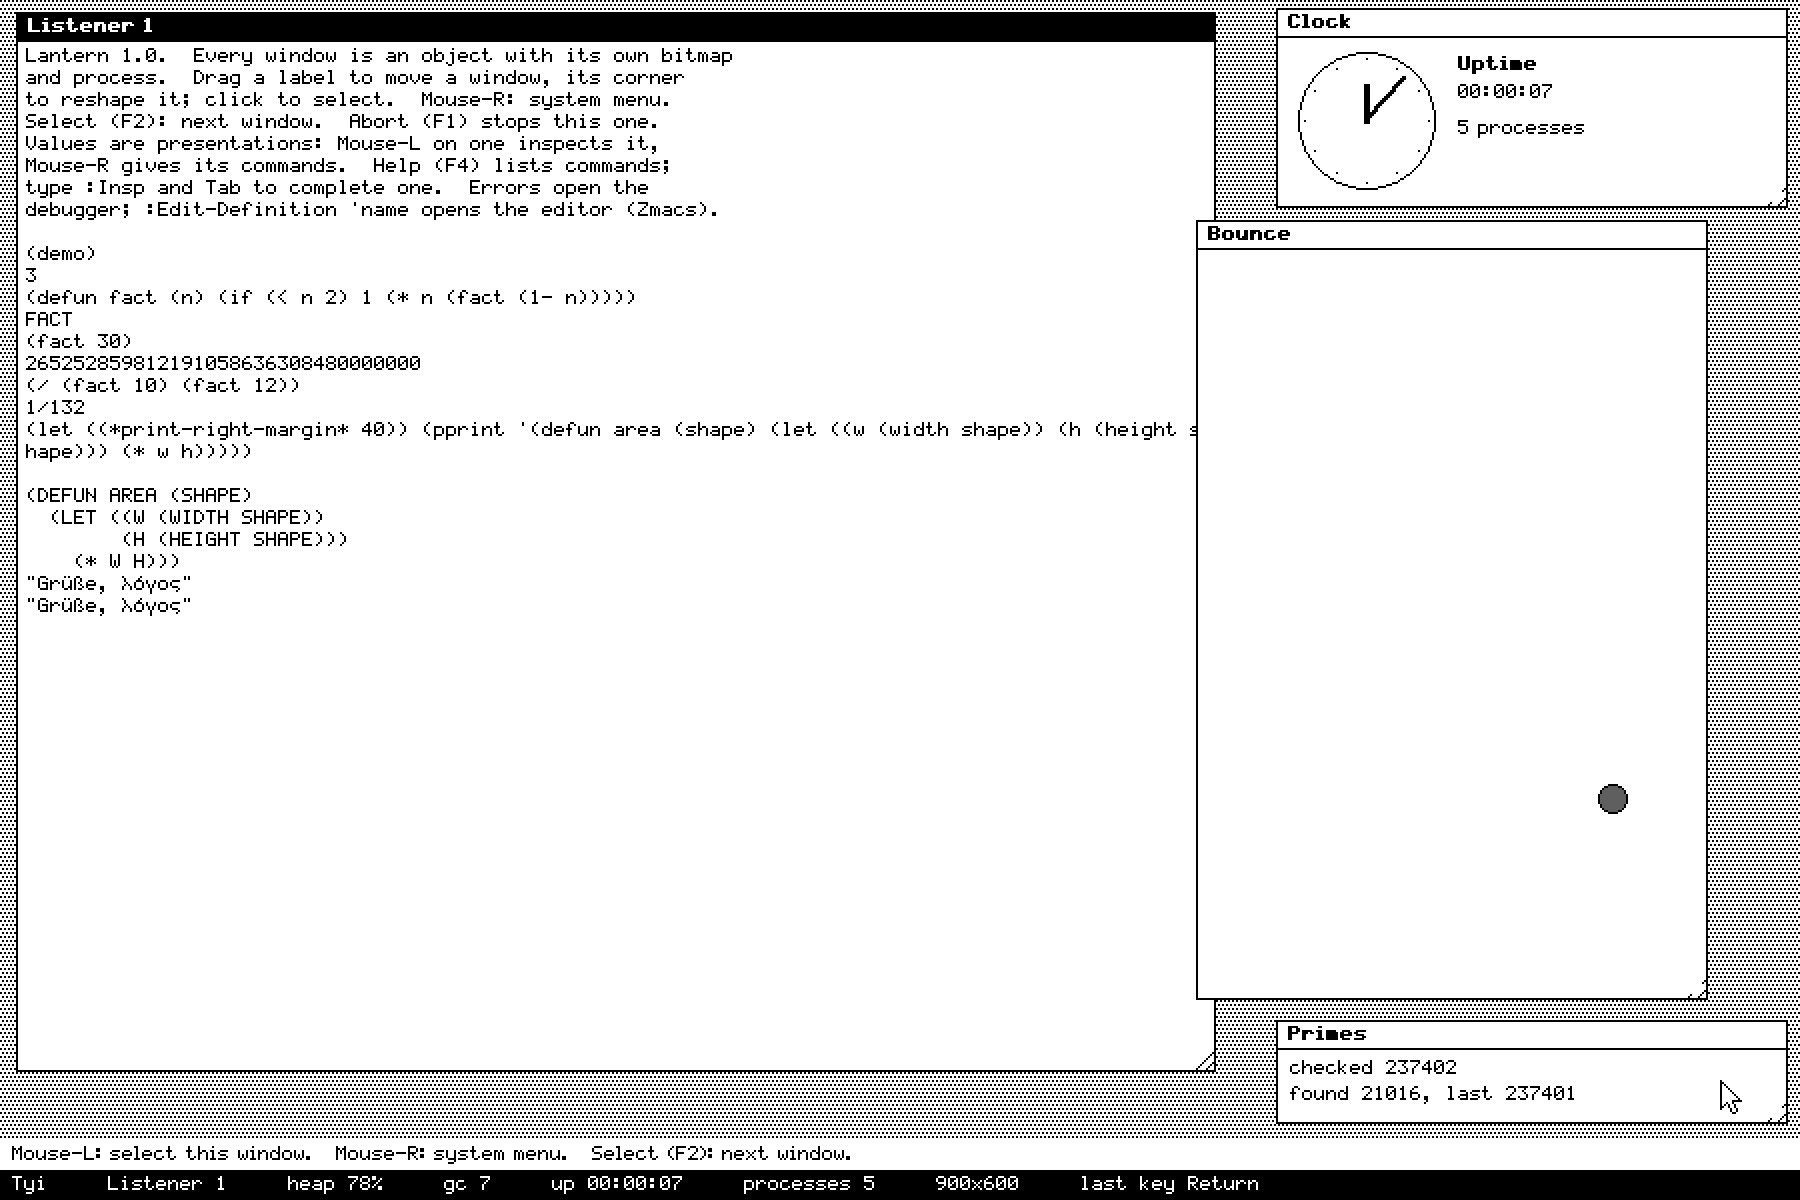 Listener 1
Lantern 1.0.  Every window is an object with its own bitmap
and process.  Drag a label to move a window, its corner
to reshape it; click to select.  Mouse-R: system menu.
Select (F2): next window.  Abort (F1) stops this one.
Values are presentations: Mouse-L on one inspects it,
Mouse-R gives its commands.  Help (F4) lists commands;
type :Insp and Tab to complete one.  Errors open the
debugger; :Edit-Definition 'name opens the editor (Zmacs).
(demo)
3
(defun fact (n) (if (< n 2) 1 (* n (fact (1- n)))))
FACT
(fact 30)
265252859812191058636308480000000
(/ (fact 10) (fact 12))
1/132
(let ((*print-right-margin* 40)) (pprint '(defun area (shape) (let ((w (width shape)) (h (height s
hape))) (* w h)))))
(DEFUN AREA (SHAPE)
  (LET ((W (WIDTH SHAPE))
        (H (HEIGHT SHAPE)))
    (* W H)))
"Grüße, λόγος"
"Grüße, λόγος"
Clock
Uptime
00:00:07
5 processes
Bounce
Primes
checked 237402
found 21016, last 237401
Mouse-L: select this window.  Mouse-R: system menu.  Select (F2): next window.
Tyi     Listener 1     heap 78%     gc 7     up 00:00:07     processes 5     900x600     last key Return